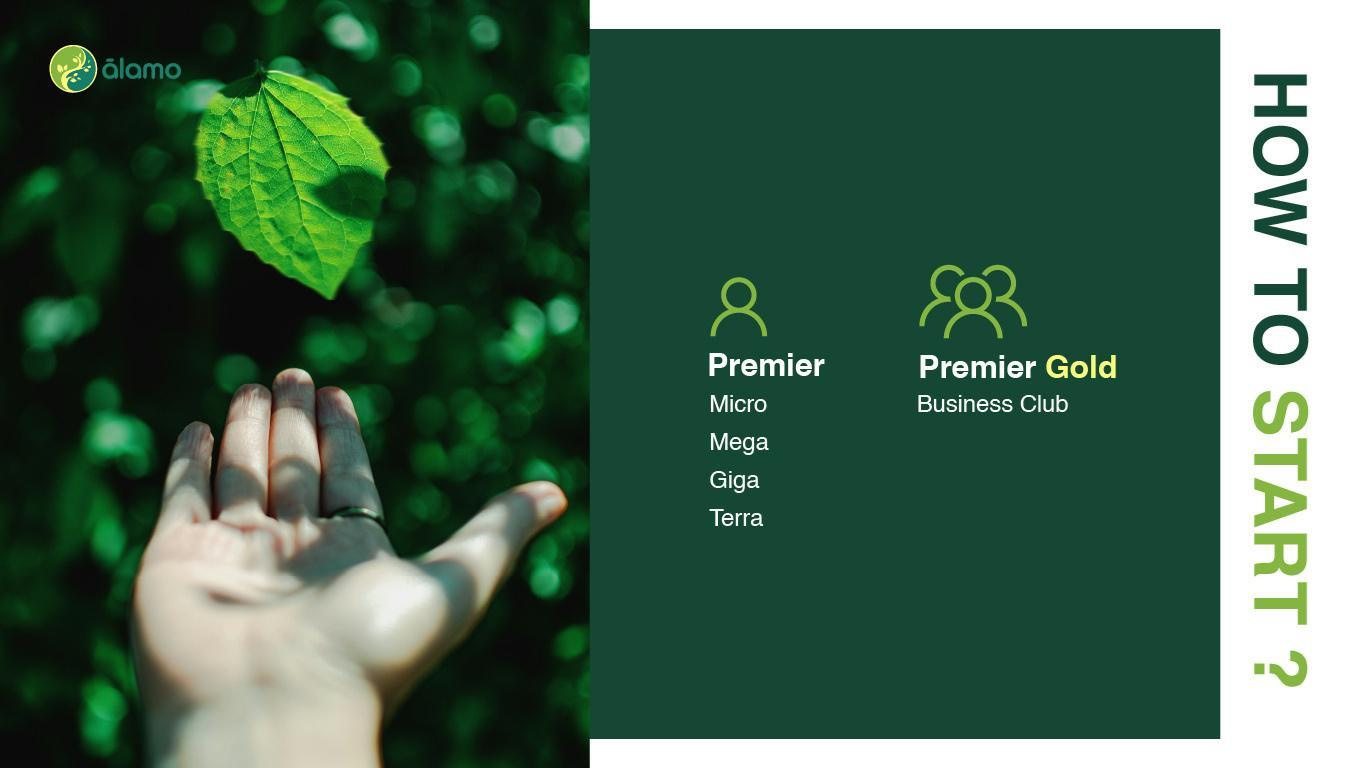 ālamo
Premier
Micro
Mega
Giga
Terra
Premier Gold
Business Club
HOW TO START ?